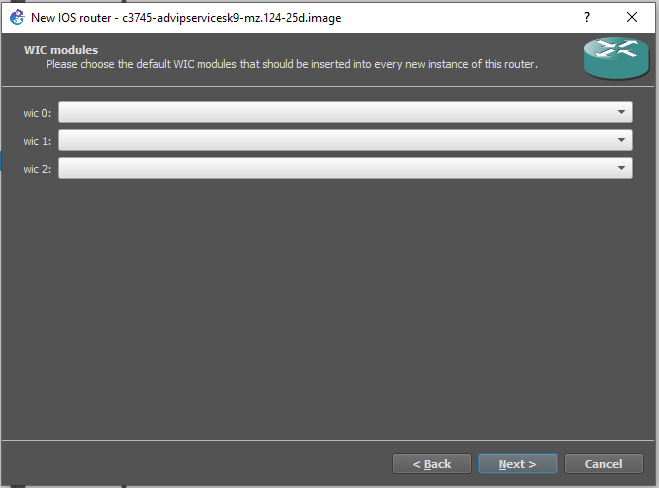 New IOS router - c3745-advipservicesk9-mz.124-25d.image
WIC modules
Please choose the default WIC modules that should be inserted into every new instance of this router.
wic 0:
wic 1:
wic 2:
< Back Next > Cancel